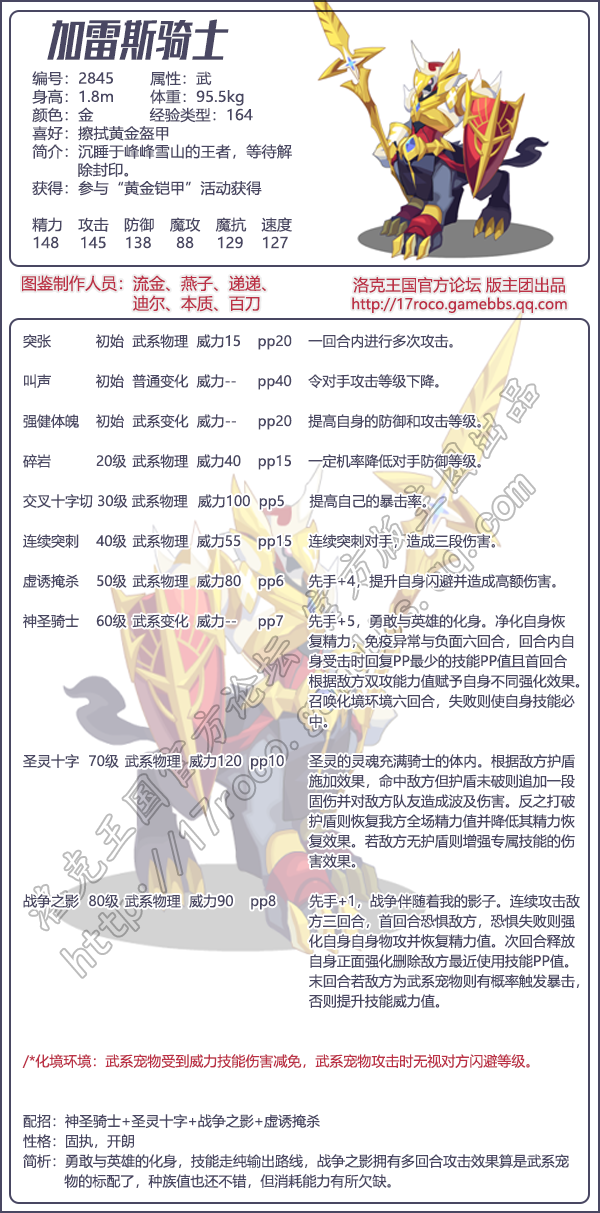 加雷斯骑士
编号：2845 属性：武
身高：1.8m 体重：95.5kg
颜色：金 经验类型：164
喜好：擦拭黄金盔甲
简介：沉睡于峰峰雪山的王者，等待解
除封印。
获得：参与“黄金铠甲”活动获得
精力 攻击 防御 魔攻 魔抗 速度
148 145 138 88 129 127
图鉴制作人员：流金、燕子、递递、
迪尔、本质、百刀
洛克王国官方论坛 版主团出品
http://17roco.gamebbs.qq.com
突张 初始 武系物理 威力15 pp20 一回合内进行多次攻击。
叫声 初始 普通变化 威力-- pp40 令对手攻击等级下降。
强健体魄 初始 武系变化 威力-- pp20 提高自身的防御和攻击等级。
碎岩 20级 武系物理 威力40 pp15 一定机率降低对手防御等级。
交叉十字切 30级 武系物理 威力100 pp5 提高自己的暴击率。
连续突刺 40级 武系物理 威力55 pp15 连续突刺对手，造成三段伤害。
虚诱掩杀 50级 武系物理 威力80 pp6 先手+4，提升自身闪避并造成高额伤害。
神圣骑士 60级 武系变化 威力-- pp7 先手+5，勇敢与英雄的化身。净化自身恢
复精力，免疫异常与负面六回合，回合内自
身受击时回复PP最少的技能PP值且首回合
根据敌方双攻能力值赋予自身不同强化效果。
召唤化境环境六回合，失败则使自身技能必
中。
圣灵十字 70级 武系物理 威力120 pp10 圣灵的灵魂充满骑士的体内。根据敌方护盾
施加效果，命中敌方但护盾未破则追加一段
固伤并对敌方队友造成波及伤害。反之打破
护盾则恢复我方全场精力值并降低其精力恢
复效果。若敌方无护盾则增强专属技能的伤
害效果。
战争之影 80级 武系物理 威力90 pp8 先手+1，战争伴随着我的影子。连续攻击敌
方三回合，首回合恐惧敌方，恐惧失败则强
化自身自身物攻并恢复精力值。次回合释放
自身正面强化删除敌方最近使用技能PP值。
末回合若敌方为武系宠物则有概率触发暴击，
否则提升技能威力值。
洛克王国官方论坛 官方版主团出品
http://17roco.gamebbs.qq.com
/*化境环境：武系宠物受到威力技能伤害减免，武系宠物攻击时无视对方闪避等级。
配招：神圣骑士+圣灵十字+战争之影+虚诱掩杀
性格：固执，开朗
简析：勇敢与英雄的化身，技能走纯输出路线，战争之影拥有多回合攻击效果算是武系宠
物的标配了，种族值也还不错，但消耗能力有所欠缺。